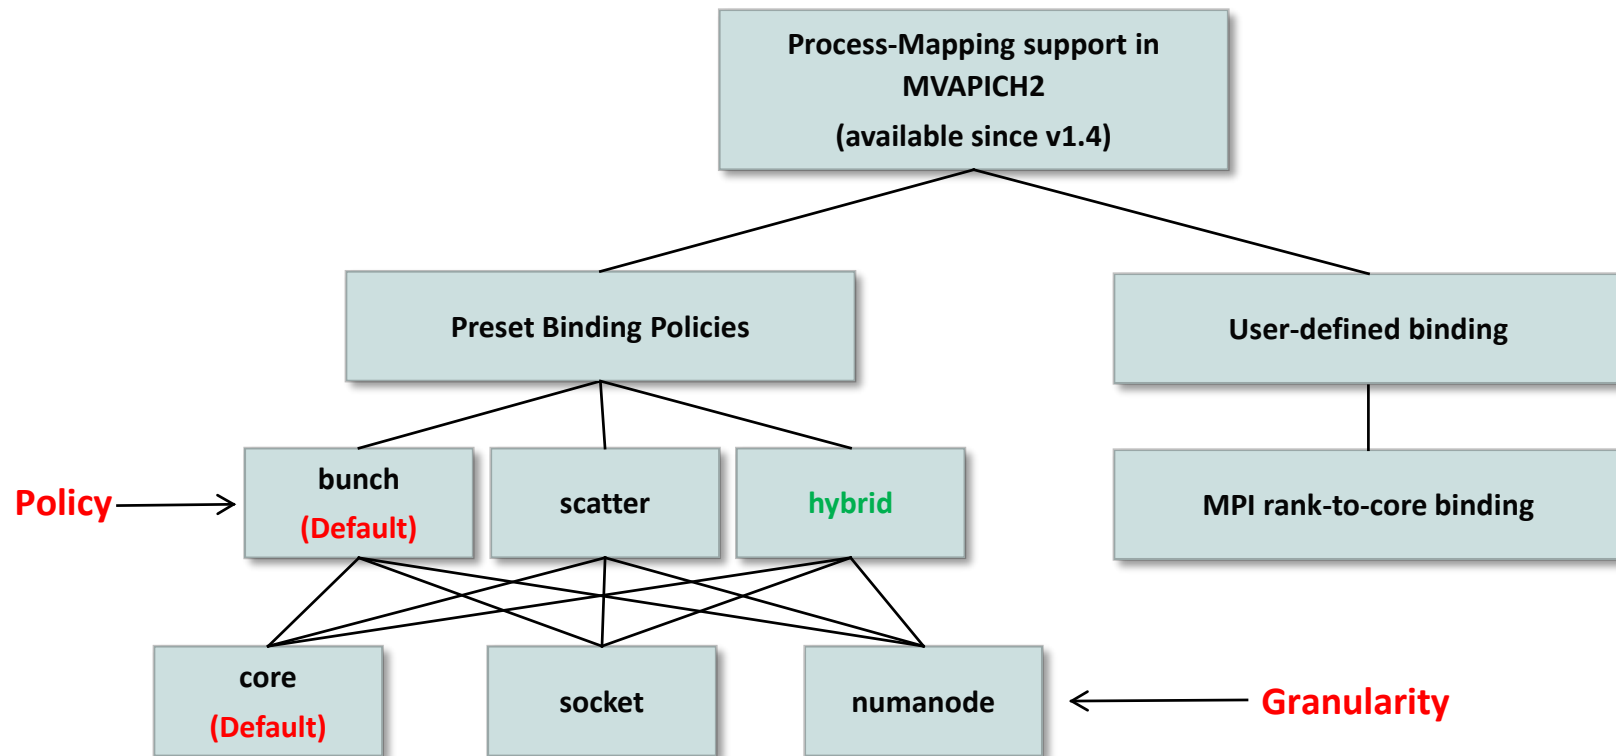 Process-Mapping support in
MVAPICH2
(available since v1.4)
Preset Binding Policies
User-defined binding
Policy
bunch
(Default)
scatter
hybrid
MPI rank-to-core binding
core
(Default)
socket
numanode
Granularity